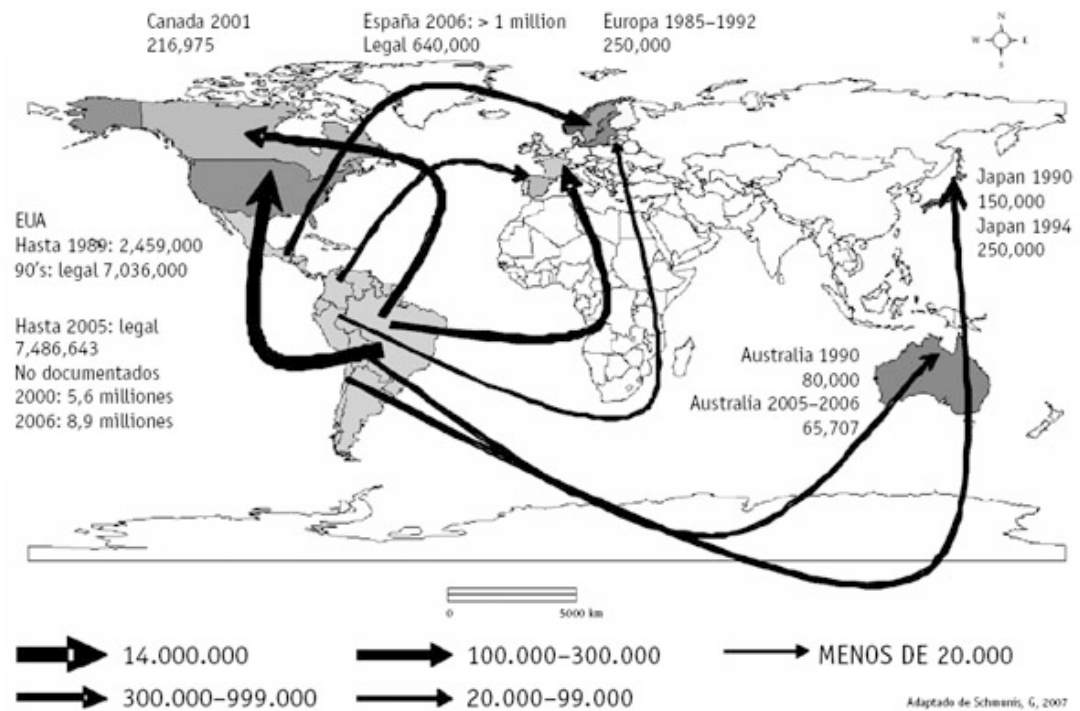 Canada 2001
216,975
España 2006: > 1 million
Legal 640,000
Europa 1985–1992
250,000
N
W E
S
Japan 1990
150,000
Japan 1994
250,000
EUA
Hasta 1989: 2,459,000
90's: legal 7,036,000
Hasta 2005: legal
7,486,643
No documentados
2000: 5,6 milliones
2006: 8,9 milliones
Australia 1990
80,000
Australia 2005–2006
65,707
0 5000 km
14.000.000
100.000–300.000
MENOS DE 20.000
300.000–999.000
20.000–99.000
Adaptado de Schmunis, G, 2007